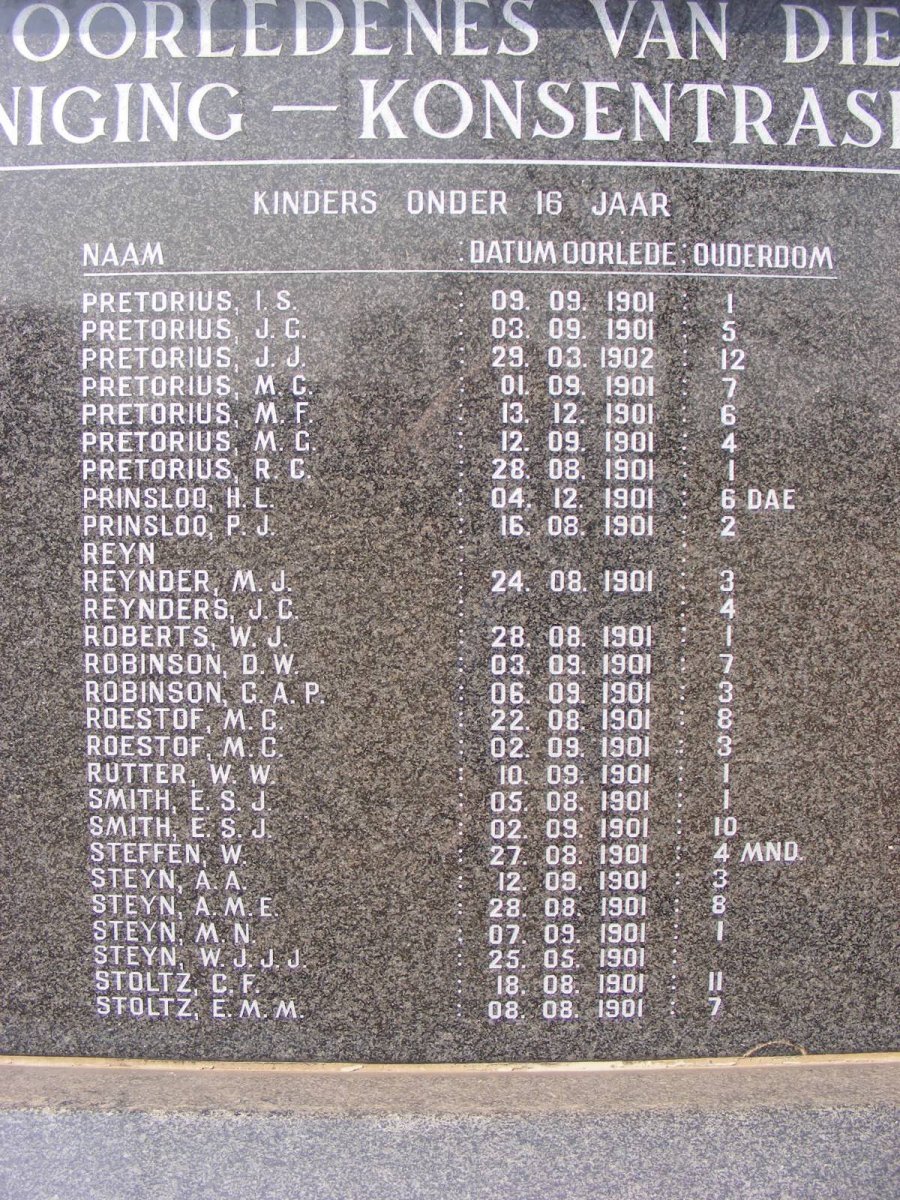 OORLEDENES VAN DIE
NIGING — KONSENTRASI
KINDERS ONDER 16 JAAR
NAAM : DATUM OORLEDE : OUDERDOM
PRETORIUS, I. S. : 09. 09. 1901 : 1
PRETORIUS, J. C. : 03. 09. 1901 : 5
PRETORIUS, J. J : 29. 03. 1902 : 12
PRETORIUS, M. C. : 01. 09. 1901 : 7
PRETORIUS, M. F. : 13. 12. 1901 : 6
PRETORIUS, M. C. : 12. 09. 1901 : 4
PRETORIUS, R. C. : 28. 08. 1901 : 1
PRINSLOO, H. L. : 04. 12. 1901 : 6 DAE
PRINSLOO, P. J. : 16. 08. 1901 : 2
REYN
REYNDER, M. J. : 24. 08. 1901 : 3
REYNDERS, J. C. : : 4
ROBERTS, W. J. : 28. 08. 1901 : 1
ROBINSON, D. W. : 03. 09. 1901 : 7
ROBINSON, C. A. P. : 06. 09. 1901 : 3
ROESTOF, M. C. : 22. 08. 1901 : 8
ROESTOF, M. C. : 02. 09. 1901 : 3
RUTTER, W. W. : 10. 09. 1901 : 1
SMITH, E. S. J. : 05. 08. 1901 : 1
SMITH, E. S. J. : 02. 09. 1901 : 10
STEFFEN, W. : 27. 08. 1901 : 4 MND.
STEYN, A. A. : 12. 09. 1901 : 3
STEYN, A. M. E. : 28. 08. 1901 : 8
STEYN, M. N. : 07. 09. 1901 : 1
STEYN, W. J. J. J. : 25. 05. 1901 :
STOLTZ, C. F. : 18. 08. 1901 : 11
STOLTZ, E. M. M. : 08. 08. 1901 : 7